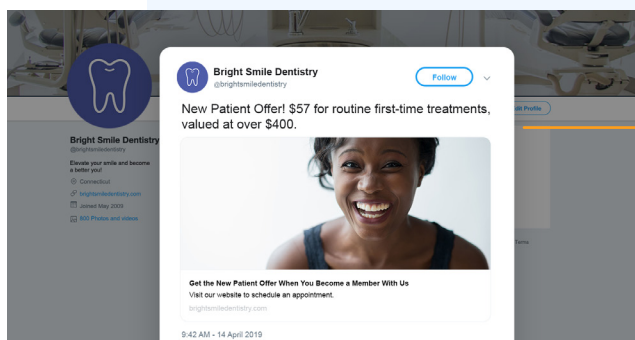 Bright Smile Dentistry
@brightsmiledentistry
Follow
New Patient Offer! $57 for routine first-time treatments,
valued at over $400.
Get the New Patient Offer When You Become a Member With Us
Visit our website to schedule an appointment.
brightsmiledentistry.com
9:42 AM - 14 April 2019
Bright Smile Dentistry
@brightsmiledentistry
Elevate your smile and become
a better you!
Connecticut
brightsmiledentistry.com
Joined May 2009
800 Photos and videos
Edit Profile
Terms